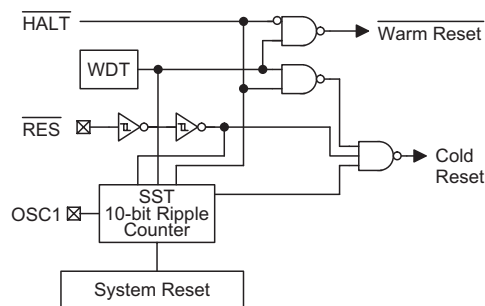 HALT
Warm Reset
WDT
RES
Cold
Reset
SST
10-bit Ripple
Counter
OSC1
System Reset